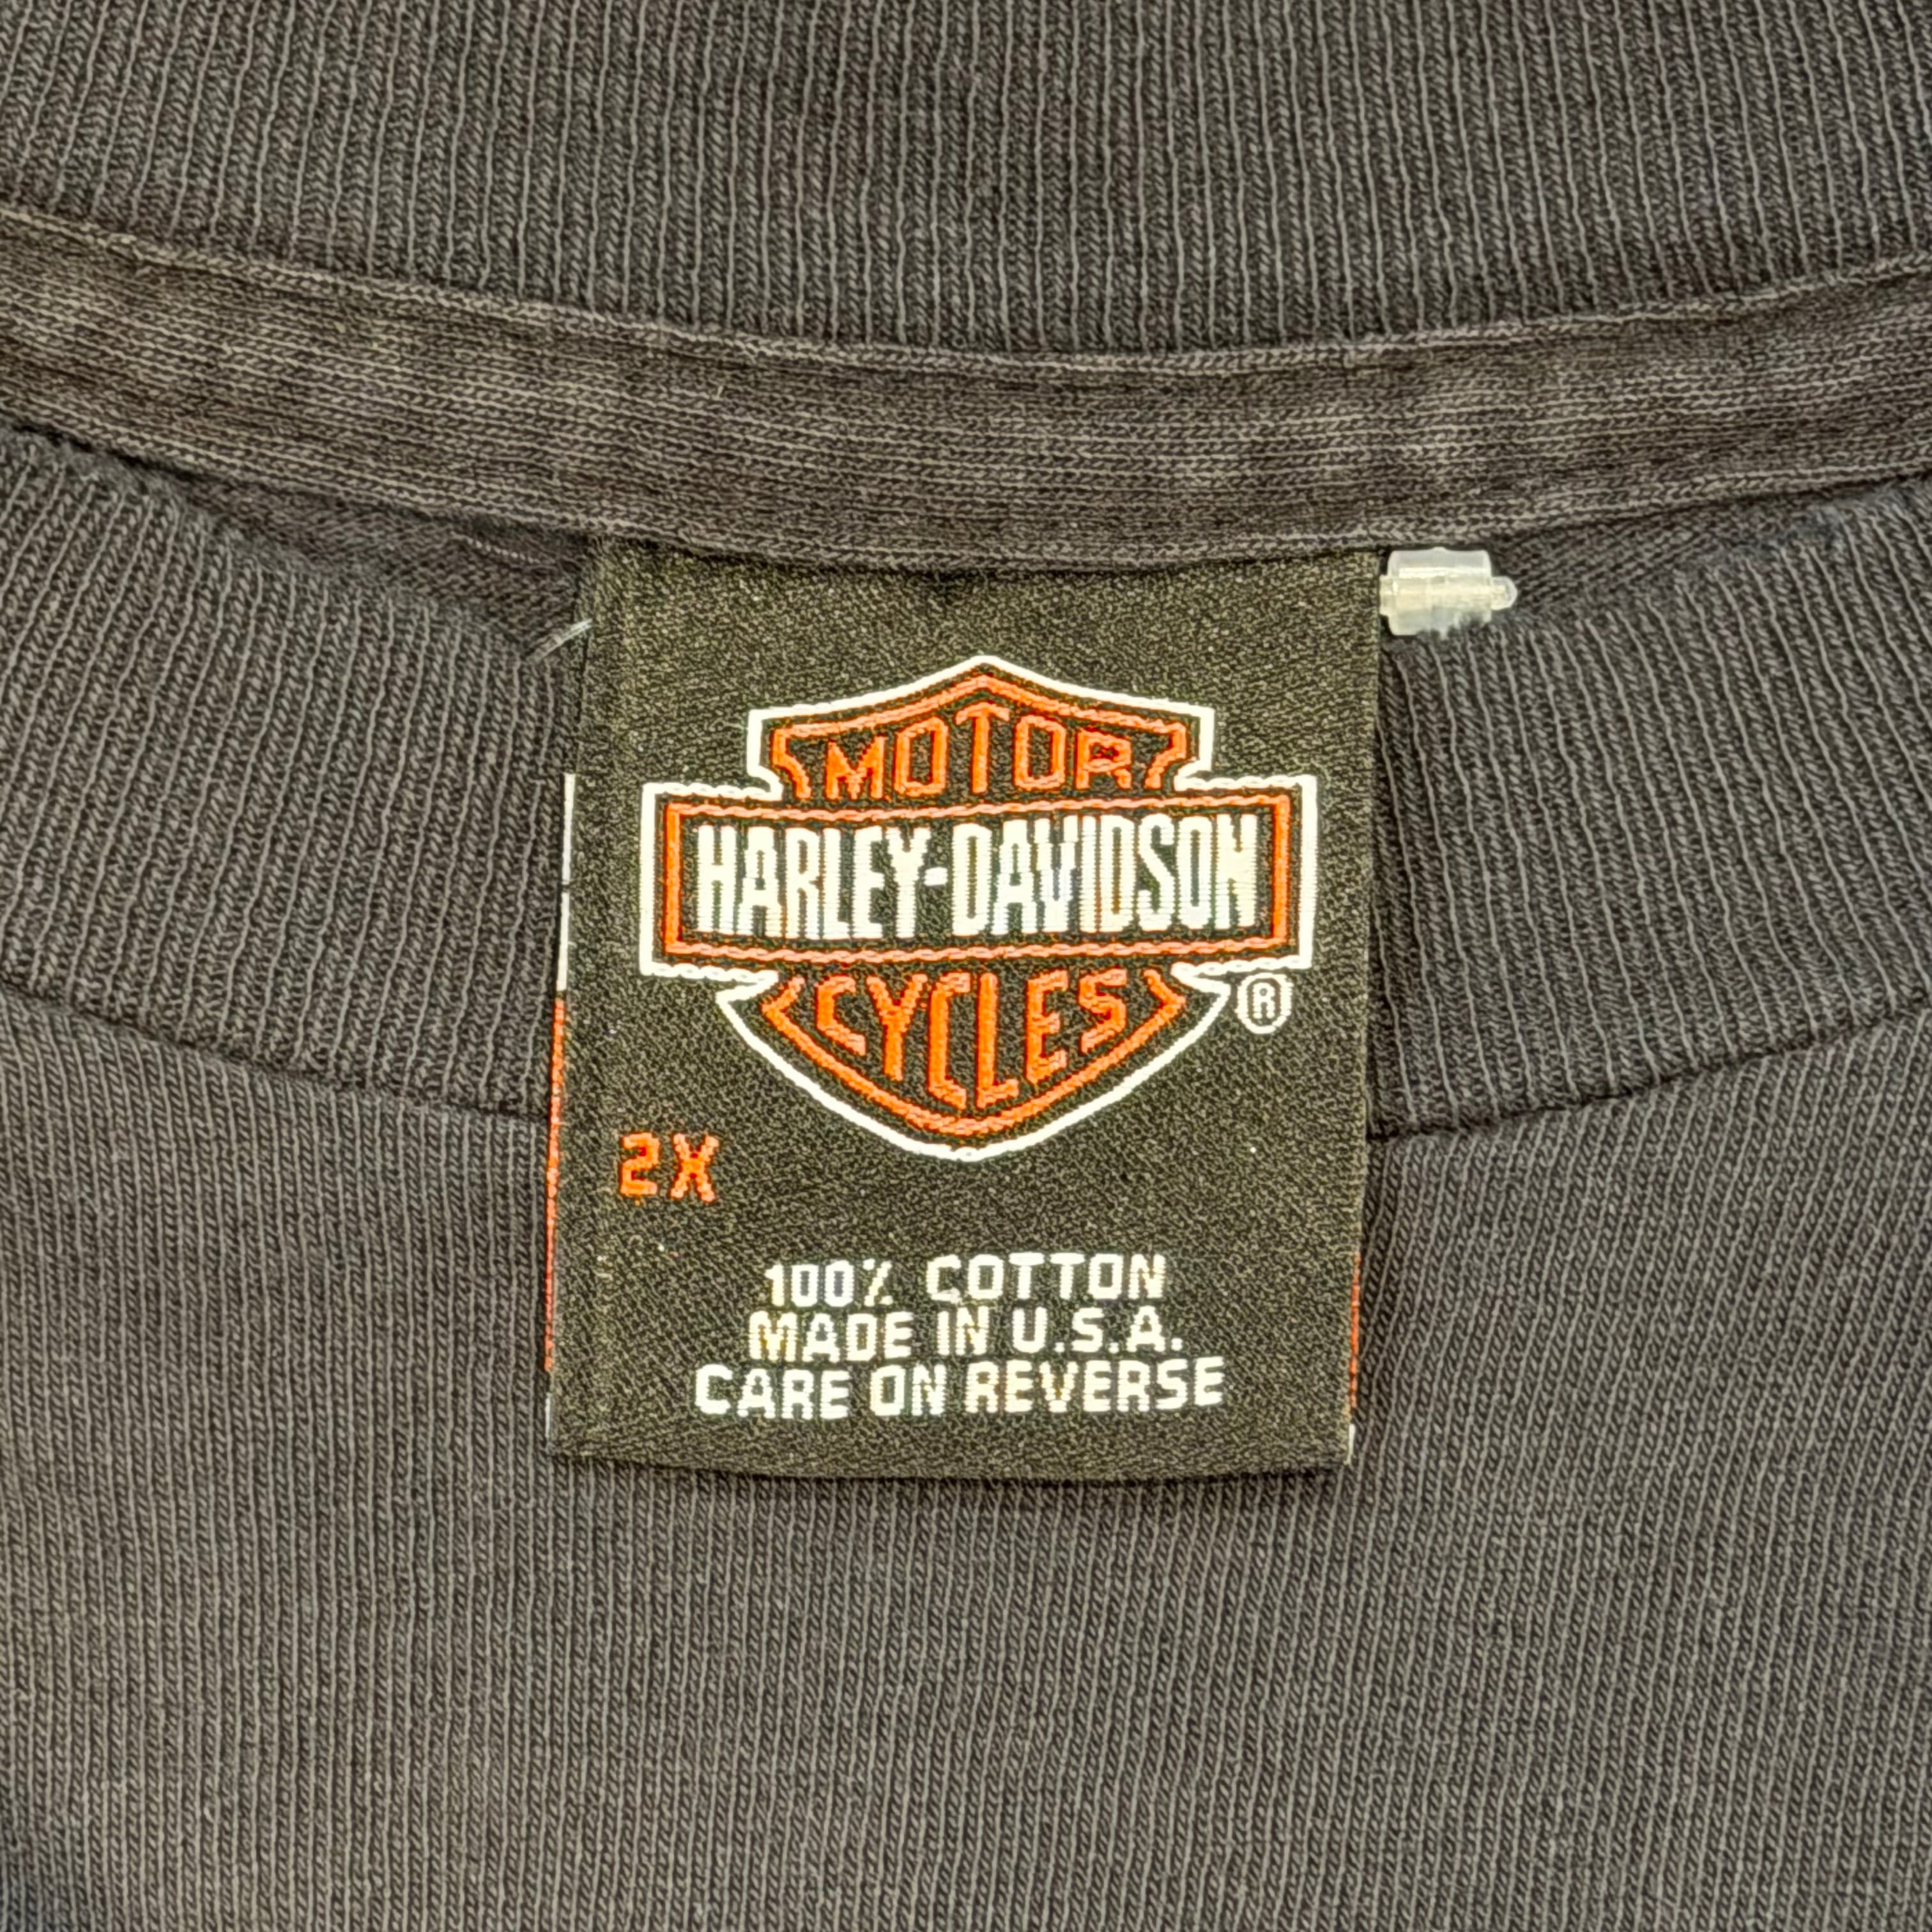 MOTOR
HARLEY-DAVIDSON
CYCLES
®
2X
100% COTTON
MADE IN U.S.A.
CARE ON REVERSE